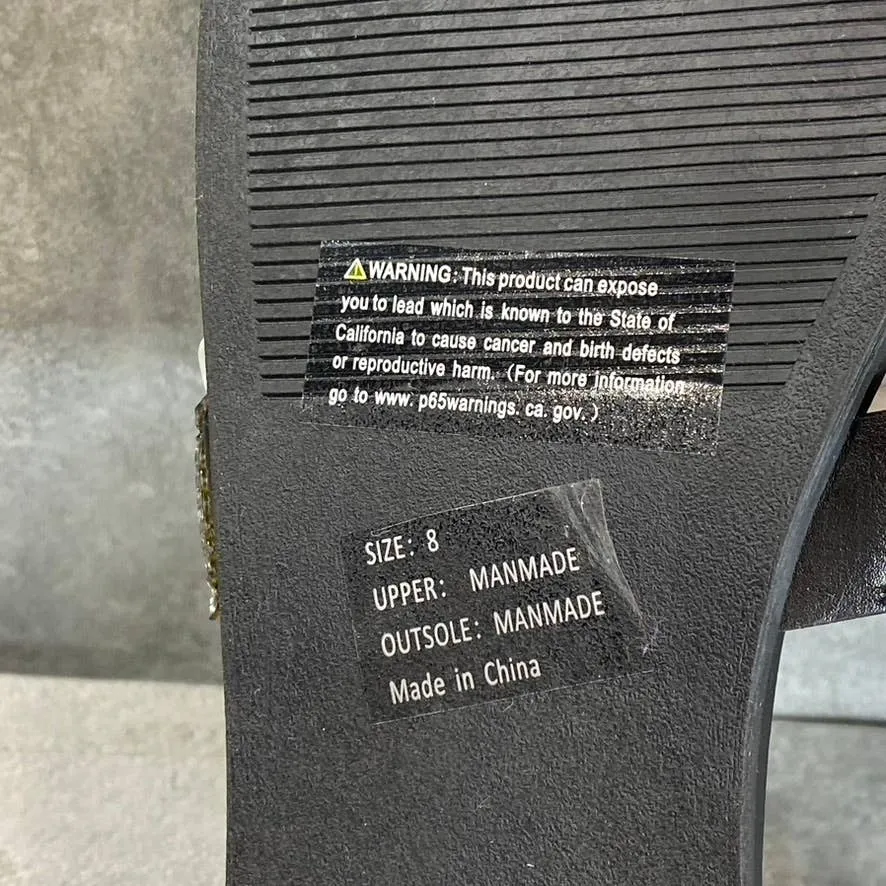 WARNING: This product can expose
you to lead which is known to the State of
California to cause cancer and birth defects
or reproductive harm. (For more information
go to www. p65warnings. ca. gov.)
SIZE: 8
UPPER: MANMADE
OUTSOLE: MANMADE
Made in China